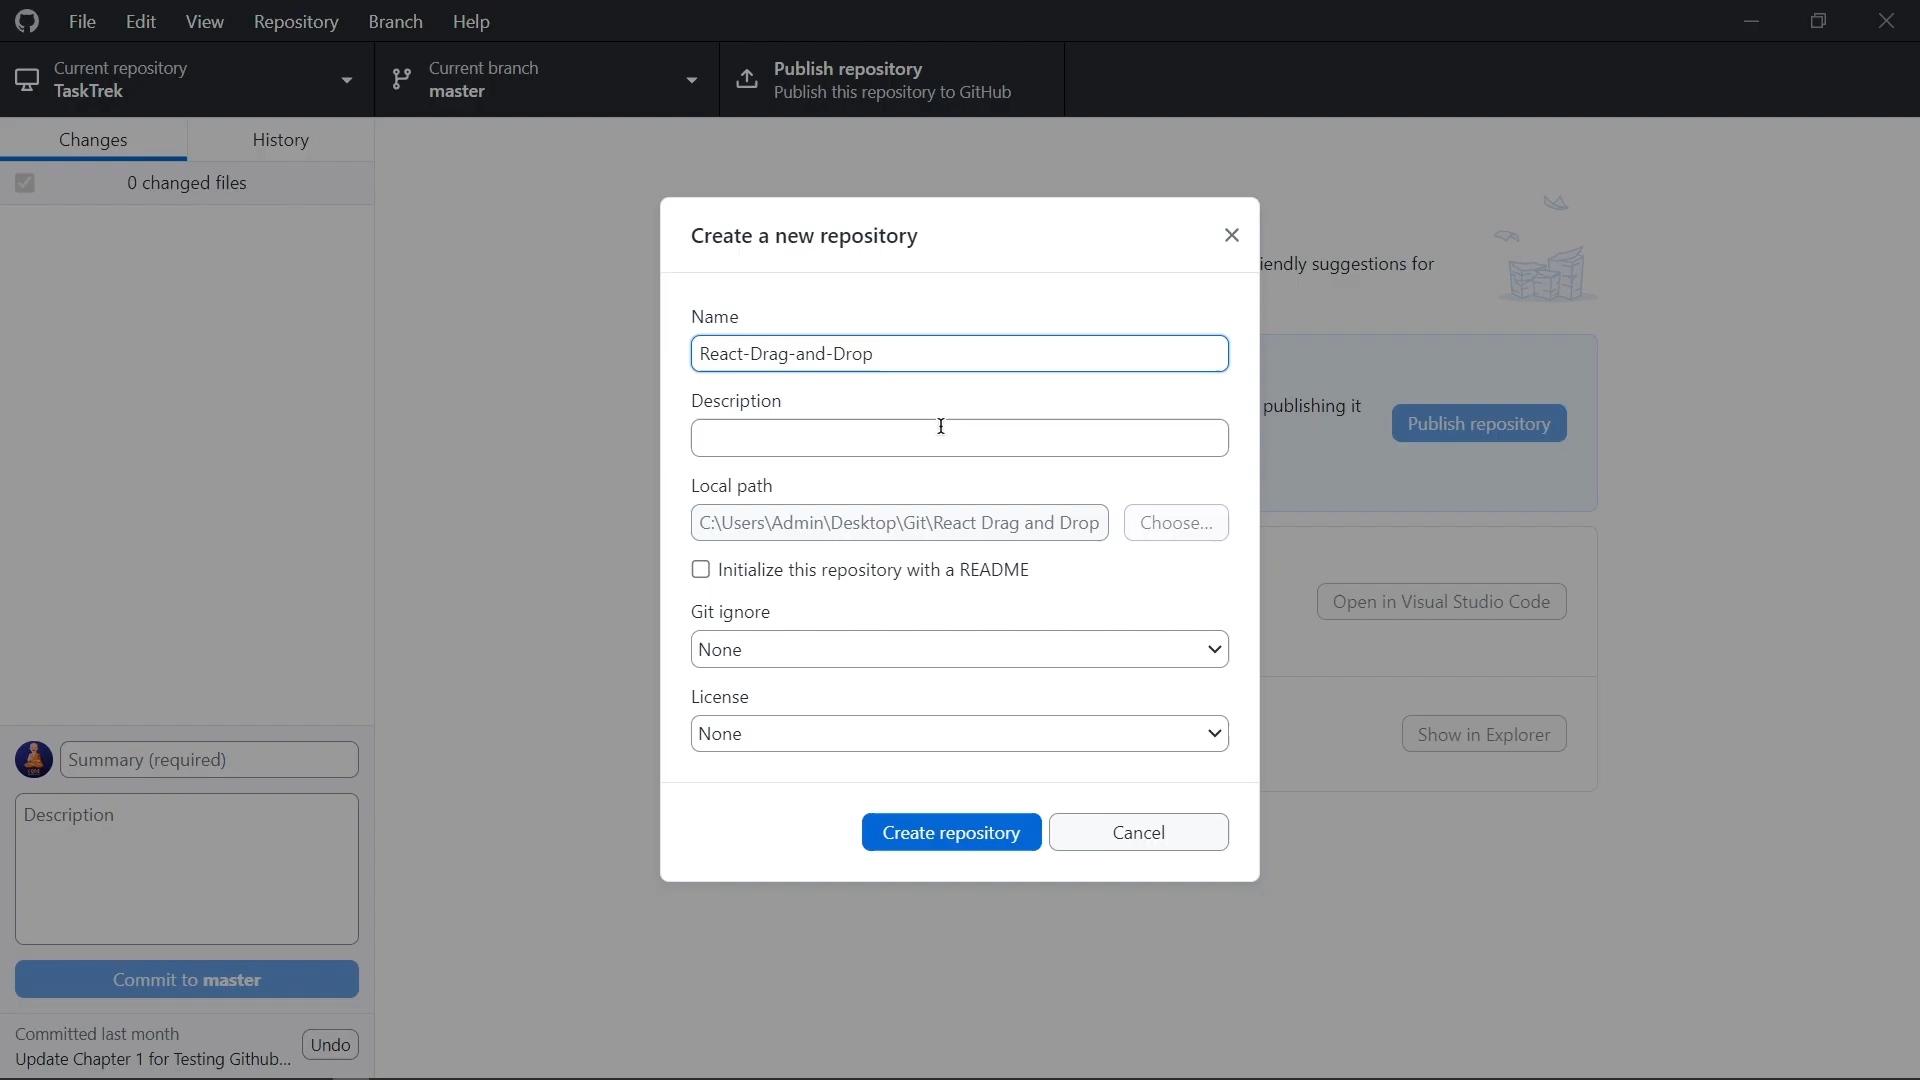 File Edit View Repository Branch Help
Current repository
TaskTrek
Current branch
master
Publish repository
Publish this repository to GitHub
Changes History
0 changed files
Create a new repository
iendly suggestions for
Name
React-Drag-and-Drop
Description
publishing it
Publish repository
Local path
C:\Users\Admin\Desktop\Git\React Drag and Drop
Choose...
Initialize this repository with a README
Open in Visual Studio Code
Git ignore
None
License
None
Show in Explorer
Create repository
Cancel
Summary (required)
Description
Commit to master
Committed last month
Update Chapter 1 for Testing Github...
Undo